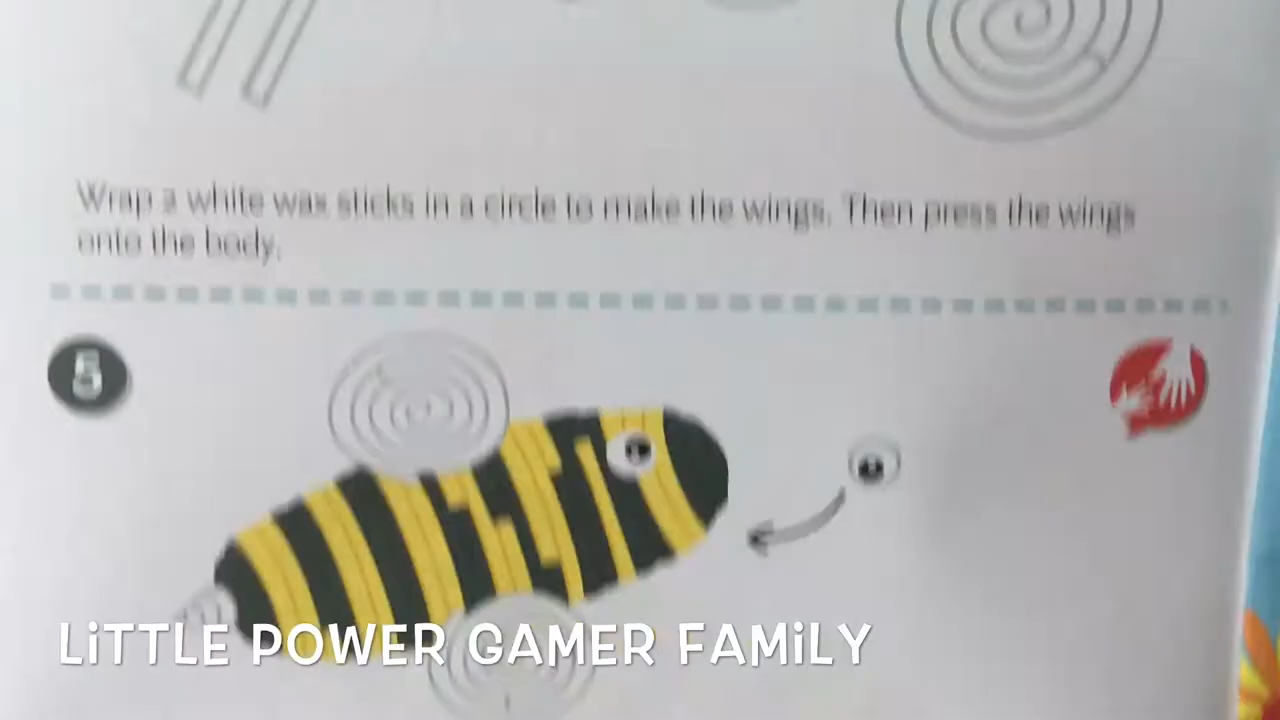 Wrap 2 white wax sticks in a circle to make the wings. Then press the wings
onto the body.
5
LiTTLE POWER GAMER FAMiLY